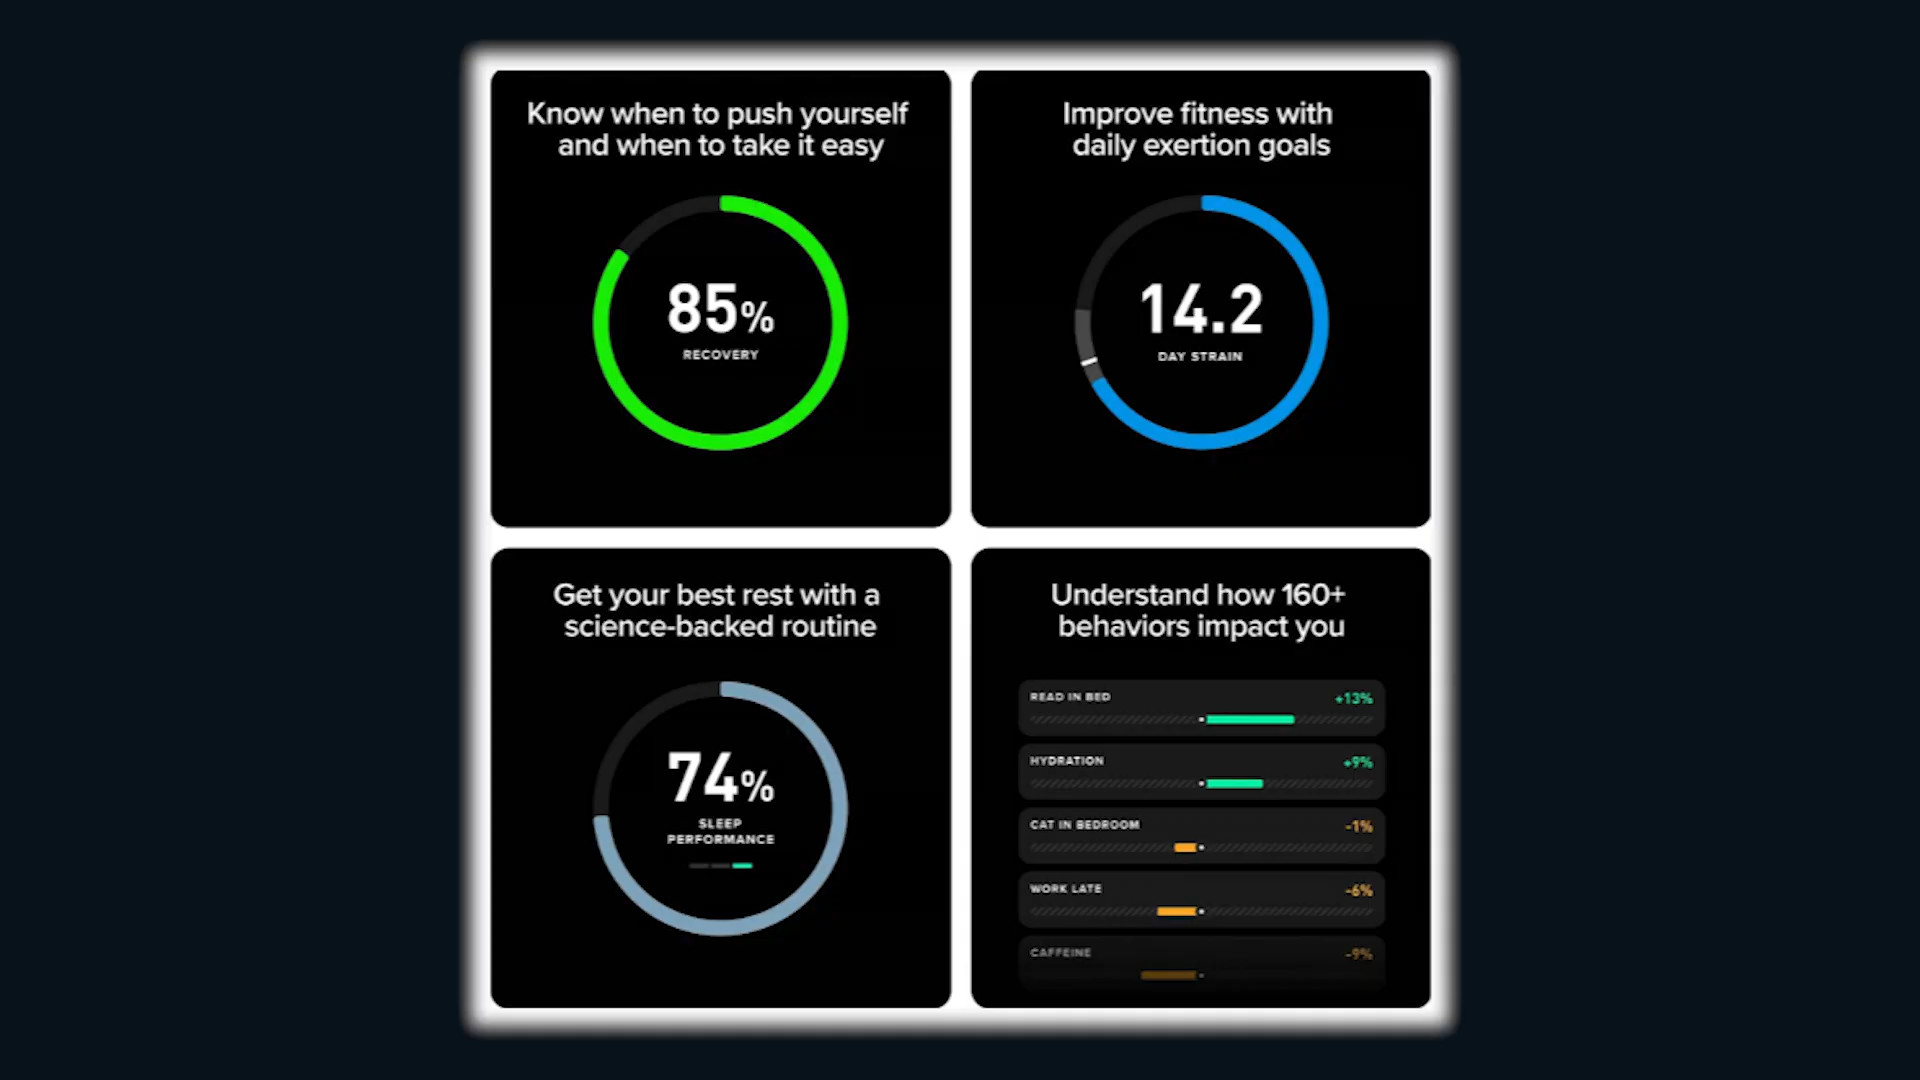 Know when to push yourself
and when to take it easy
85%
RECOVERY
Improve fitness with
daily exertion goals
14.2
DAY STRAIN
Get your best rest with a
science-backed routine
74%
SLEEP
PERFORMANCE
Understand how 160+
behaviors impact you
READ IN BED +13%
HYDRATION +9%
CAT IN BEDROOM -1%
WORK LATE -6%
CAFFEINE -9%